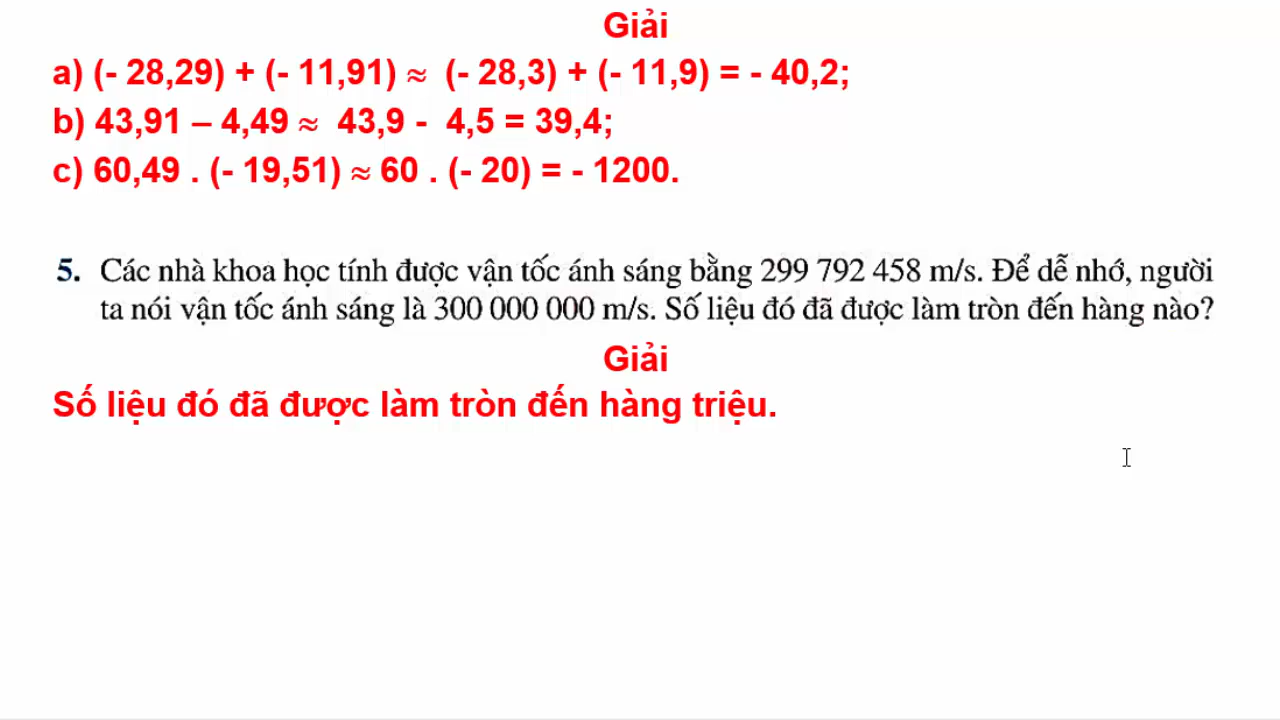 Giải
a) (- 28,29) + (- 11,91) ≈ (- 28,3) + (- 11,9) = - 40,2;
b) 43,91 – 4,49 ≈ 43,9 - 4,5 = 39,4;
c) 60,49 . (- 19,51) ≈ 60 . (- 20) = - 1200.
5. Các nhà khoa học tính được vận tốc ánh sáng bằng 299 792 458 m/s. Để dễ nhớ, người
ta nói vận tốc ánh sáng là 300 000 000 m/s. Số liệu đó đã được làm tròn đến hàng nào?
Giải
Số liệu đó đã được làm tròn đến hàng triệu.